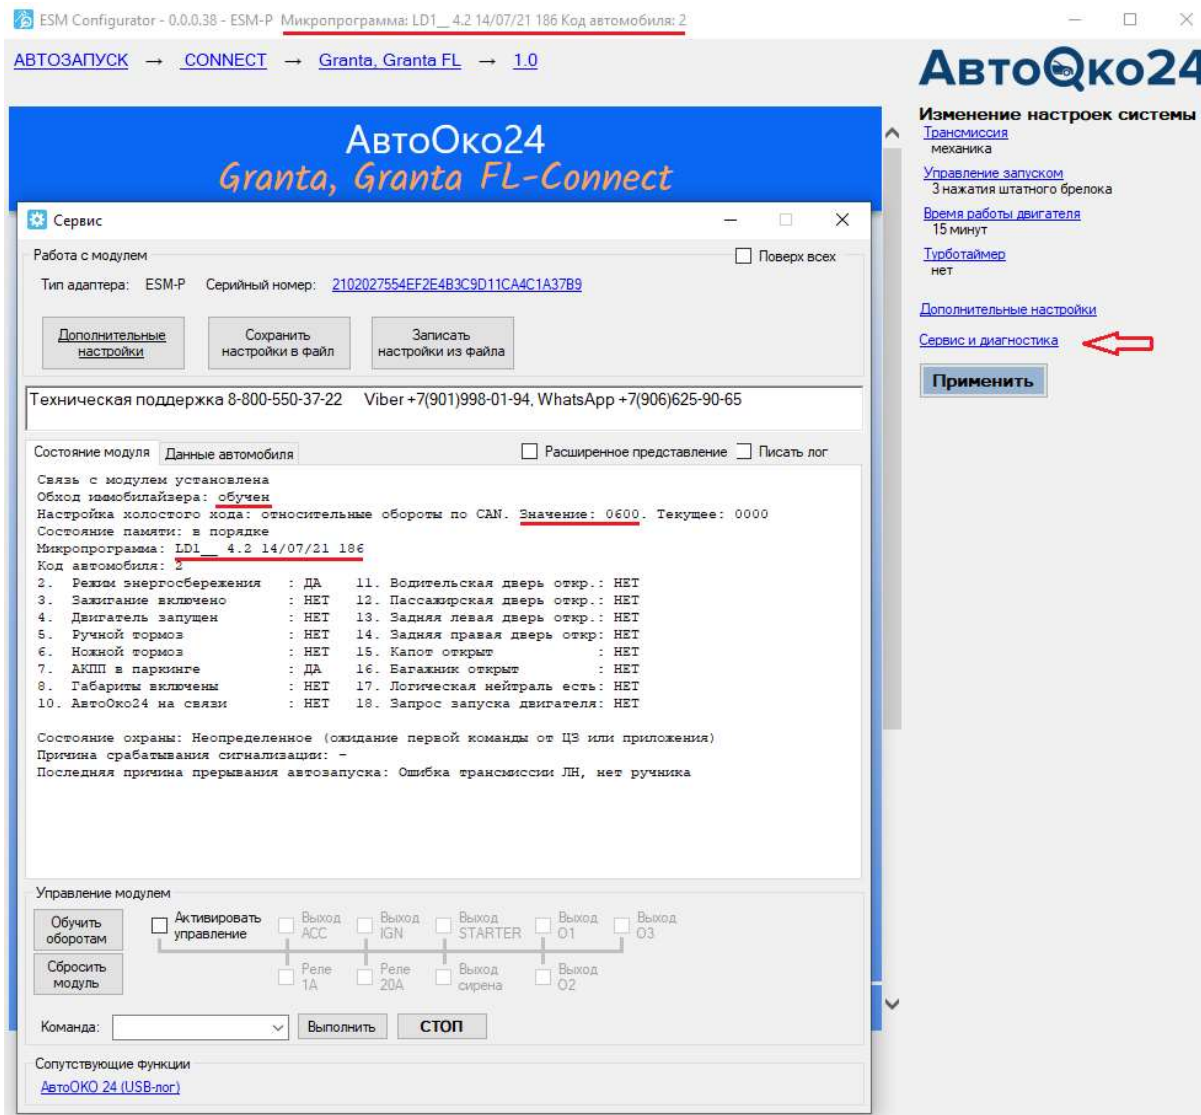 ESM Configurator - 0.0.0.38 - ESM-P Микропрограмма: LD1__ 4.2 14/07/21 186 Код автомобиля: 2
АВТОЗАПУСК → CONNECT → Granta, Granta FL → 1.0
АвтоОко24
Изменение настроек системы
Трансмиссия
механика
Управление запуском
3 нажатия штатного брелока
Время работы двигателя
15 минут
Турботаймер
нет
Дополнительные настройки
Сервис и диагностика
Применить
АвтоОко24
Granta, Granta FL-Connect
Сервис
Работа с модулем
Поверх всех
Тип адаптера: ESM-P Серийный номер: 2102027554EF2E4B3C9D11CA4C1A37B9
Дополнительные настройки
Сохранить настройки в файл
Записать настройки из файла
Техническая поддержка 8-800-550-37-22 Viber +7(901)998-01-94, WhatsApp +7(906)625-90-65
Состояние модуля Данные автомобиля Расширенное представление Писать лог
Связь с модулем установлена
Обход иммобилайзера: обучен
Настройка холостого хода: относительные обороты по CAN. Значение: 0600. Текущее: 0000
Состояние памяти: в порядке
Микропрограмма: LD1__ 4.2 14/07/21 186
Код автомобиля: 2
2. Режим энергосбережения : ДА 11. Водительская дверь откр.: НЕТ
3. Зажигание включено : НЕТ 12. Пассажирская дверь откр.: НЕТ
4. Двигатель запущен : НЕТ 13. Задняя левая дверь откр.: НЕТ
5. Ручной тормоз : НЕТ 14. Задняя правая дверь откр: НЕТ
6. Ножной тормоз : НЕТ 15. Капот открыт : НЕТ
7. АКПП в паркинге : ДА 16. Багажник открыт : НЕТ
8. Габариты включены : НЕТ 17. Логическая нейтраль есть: НЕТ
10. АвтоОко24 на связи : НЕТ 18. Запрос запуска двигателя: НЕТ
Состояние охраны: Неопределенное (ожидание первой команды от ЦЗ или приложения)
Причина срабатывания сигнализации: -
Последняя причина прерывания автозапуска: Ошибка трансмиссии ЛН, нет ручника
Управление модулем
Обучить оборотам
Активировать управление
Выход ACC
Выход IGN
Выход STARTER
Выход O1
Выход O3
Сбросить модуль
Реле 1A
Реле 20A
Выход сирена
Выход O2
Команда: Выполнить СТОП
Сопутствующие функции
АвтоОКО 24 (USB-лог)